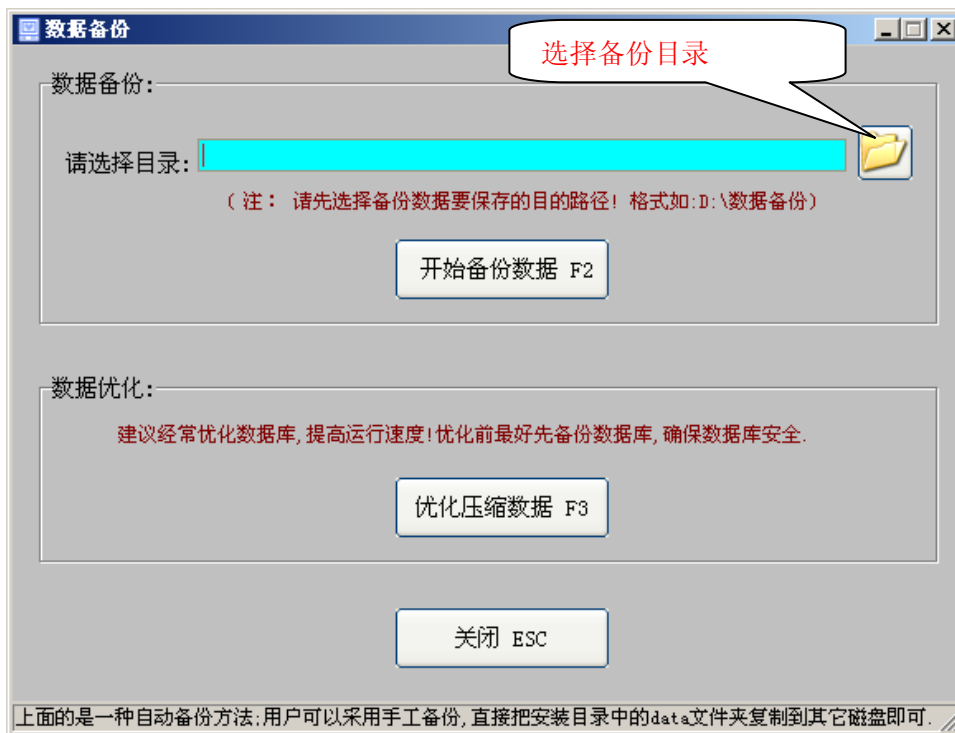 数据备份
选择备份目录
数据备份:
请选择目录:
(注: 请先选择备份数据要保存的目的路径! 格式如:D:\数据备份)
开始备份数据 F2
数据优化:
建议经常优化数据库,提高运行速度!优化前最好先备份数据库,确保数据库安全.
优化压缩数据 F3
关闭 ESC
上面的是一种自动备份方法;用户可以采用手工备份,直接把安装目录中的data文件夹复制到其它磁盘即可.